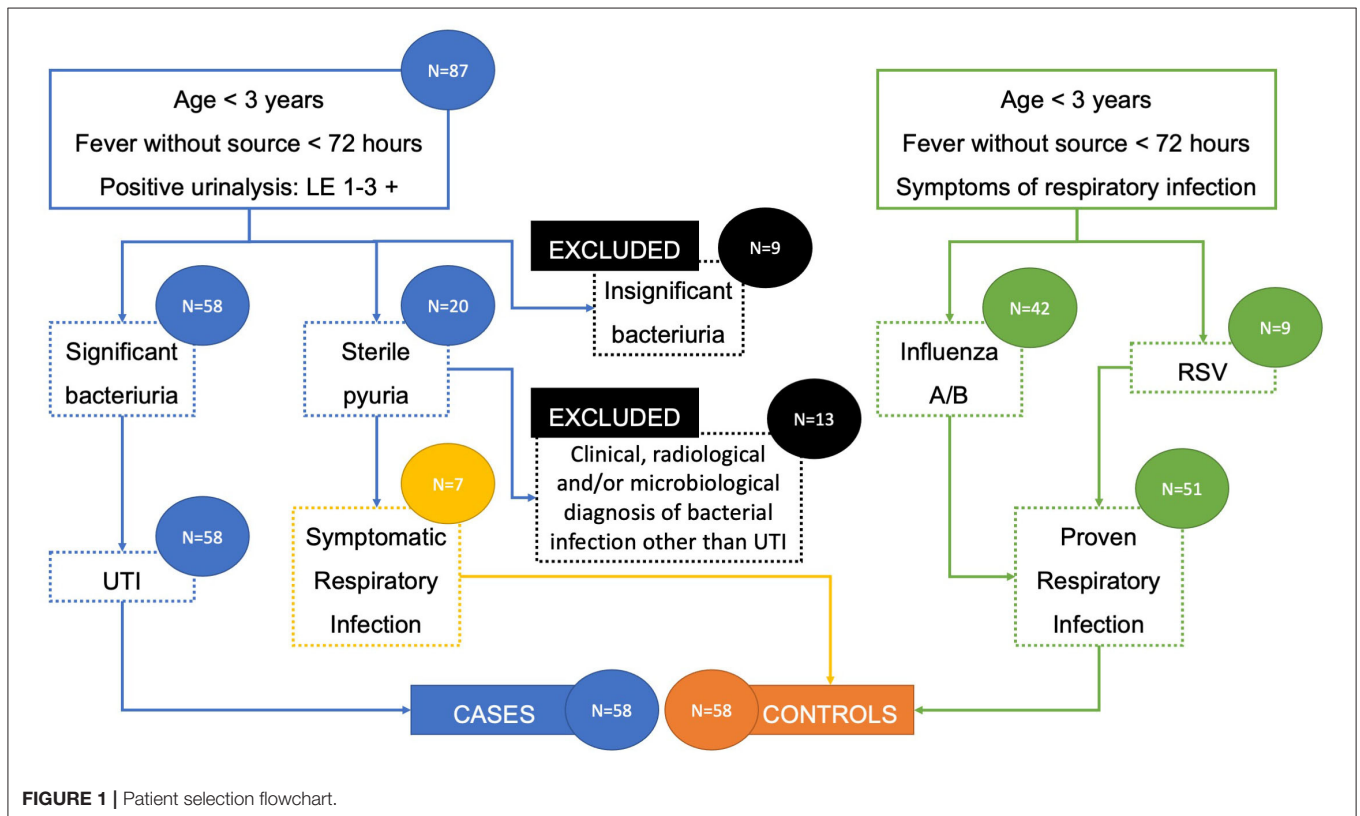 N=87
Age < 3 years
Fever without source < 72 hours
Positive urinalysis: LE 1-3 +
Age < 3 years
Fever without source < 72 hours
Symptoms of respiratory infection
EXCLUDED
N=9
Insignificant
bacteriuria
N=58
Significant
bacteriuria
N=20
Sterile
pyuria
N=42
Influenza
A/B
N=9
RSV
EXCLUDED
N=13
Clinical, radiological
and/or microbiological
diagnosis of bacterial
infection other than UTI
N=58
UTI
N=7
Symptomatic
Respiratory
Infection
N=51
Proven
Respiratory
Infection
CASES
N=58
N=58
CONTROLS
FIGURE 1 | Patient selection flowchart.